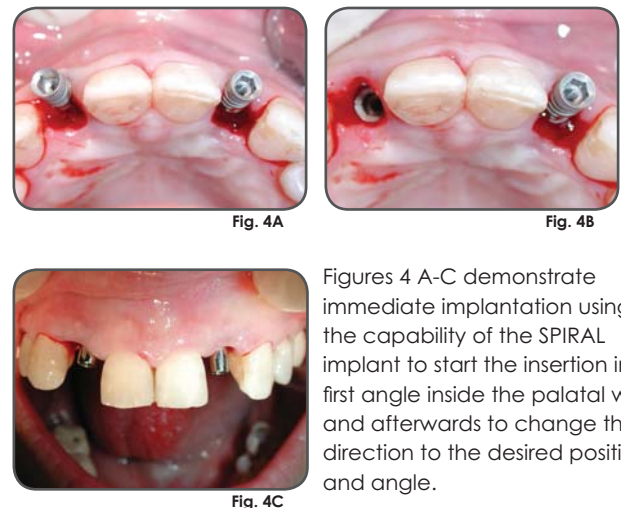 Fig. 4A
Fig. 4B
Figures 4 A-C demonstrate
immediate implantation using
the capability of the SPIRAL
implant to start the insertion in
first angle inside the palatal
and afterwards to change
direction to the desired
and angle.
Fig. 4C